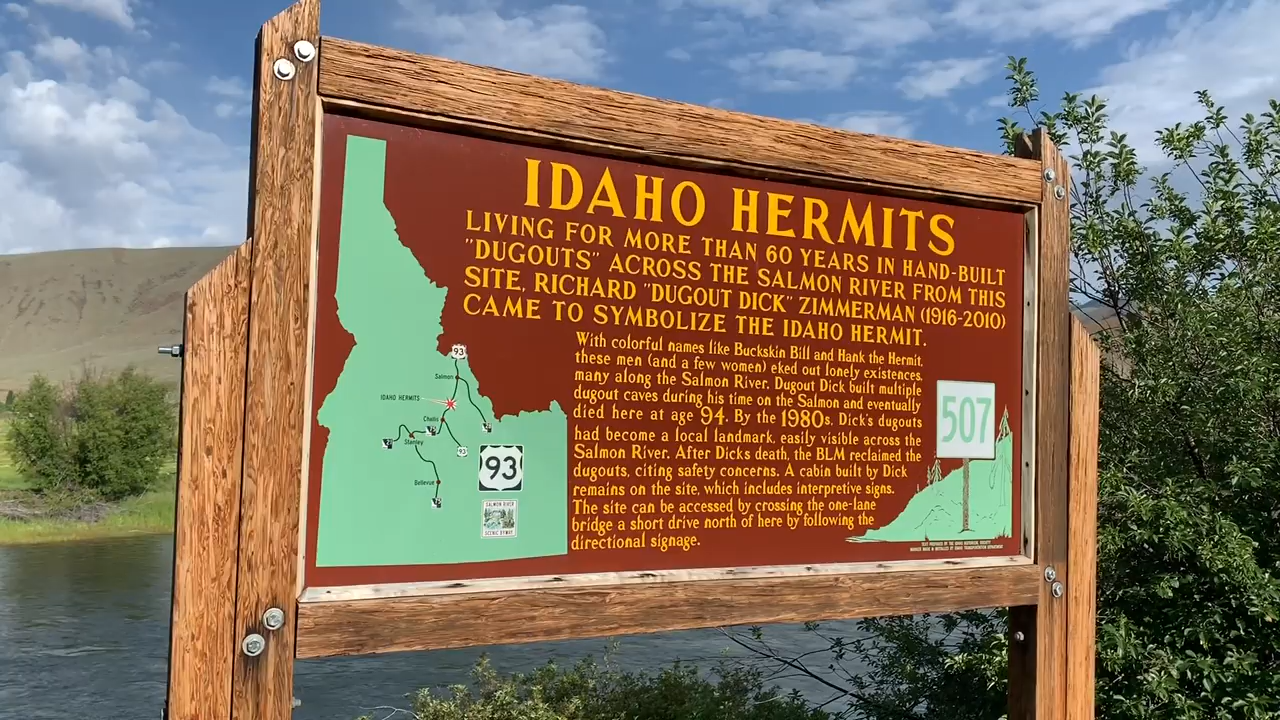 IDAHO HERMITS
LIVING FOR MORE THAN 60 YEARS IN HAND-BUILT
"DUGOUTS" ACROSS THE SALMON RIVER FROM THIS
SITE, RICHARD "DUGOUT DICK" ZIMMERMAN (1916-2010)
CAME TO SYMBOLIZE THE IDAHO HERMIT.
With colorful names like Buckskin Bill and Hank the Hermit,
these men (and a few women) eked out lonely existences,
many along the Salmon River. Dugout Dick built multiple
dugout caves during his time on the Salmon and eventually
died here at age 94. By the 1980s, Dick's dugouts
had become a local landmark, easily visible across the
Salmon River. After Dicks death, the BLM reclaimed the
dugouts, citing safety concerns. A cabin built by Dick
remains on the site, which includes interpretive signs.
The site can be accessed by crossing the one-lane
bridge a short drive north of here by following the
directional signage.
93
Salmon
IDAHO HERMITS
Challis
Stanley
93
Bellevue
93
SALMON RIVER
SCENIC BYWAY
507